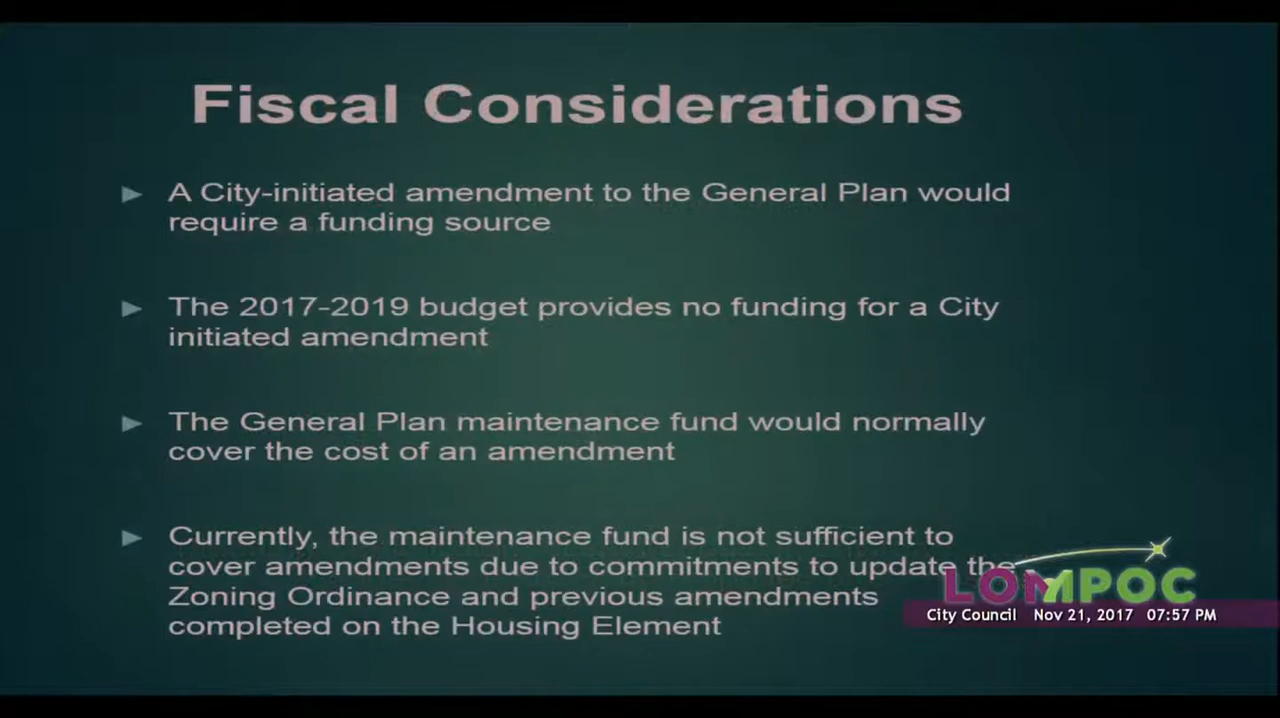 Fiscal Considerations
A City-initiated amendment to the General Plan would
require a funding source
The 2017-2019 budget provides no funding for a City
initiated amendment
The General Plan maintenance fund would normally
cover the cost of an amendment
Currently, the maintenance fund is not sufficient to
cover amendments due to commitments to update the
Zoning Ordinance and previous amendments
completed on the Housing Element
LOMPOC
City Council Nov 21, 2017 07:57 PM